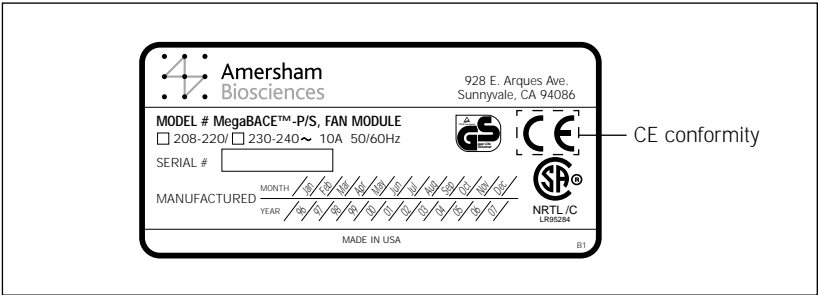 Amersham
Biosciences
928 E. Arques Ave.
Sunnyvale, CA 94086
MODEL # MegaBACE™-P/S, FAN MODULE
208-220/ 230-240~ 10A 50/60Hz
SERIAL #
MANUFACTURED
MONTH Jan Feb Mar Apr May Jun Jul Aug Sep Oct Nov Dec
YEAR 96 97 98 99 00 01 02 03 04 05 06 07
GS
CE
CE conformity
SA ®
NRTL /C
LR95284
MADE IN USA
B1